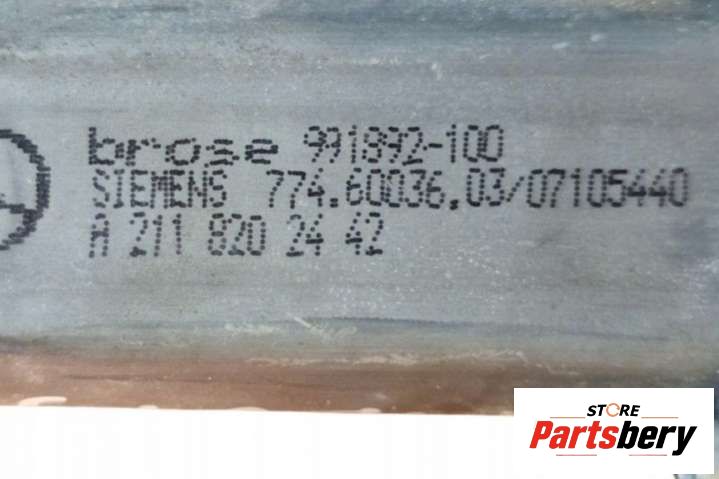 brose 991892-100
SIEMENS 774.60036.03/07105440
A 211 820 24 42
STORE
Partsbery